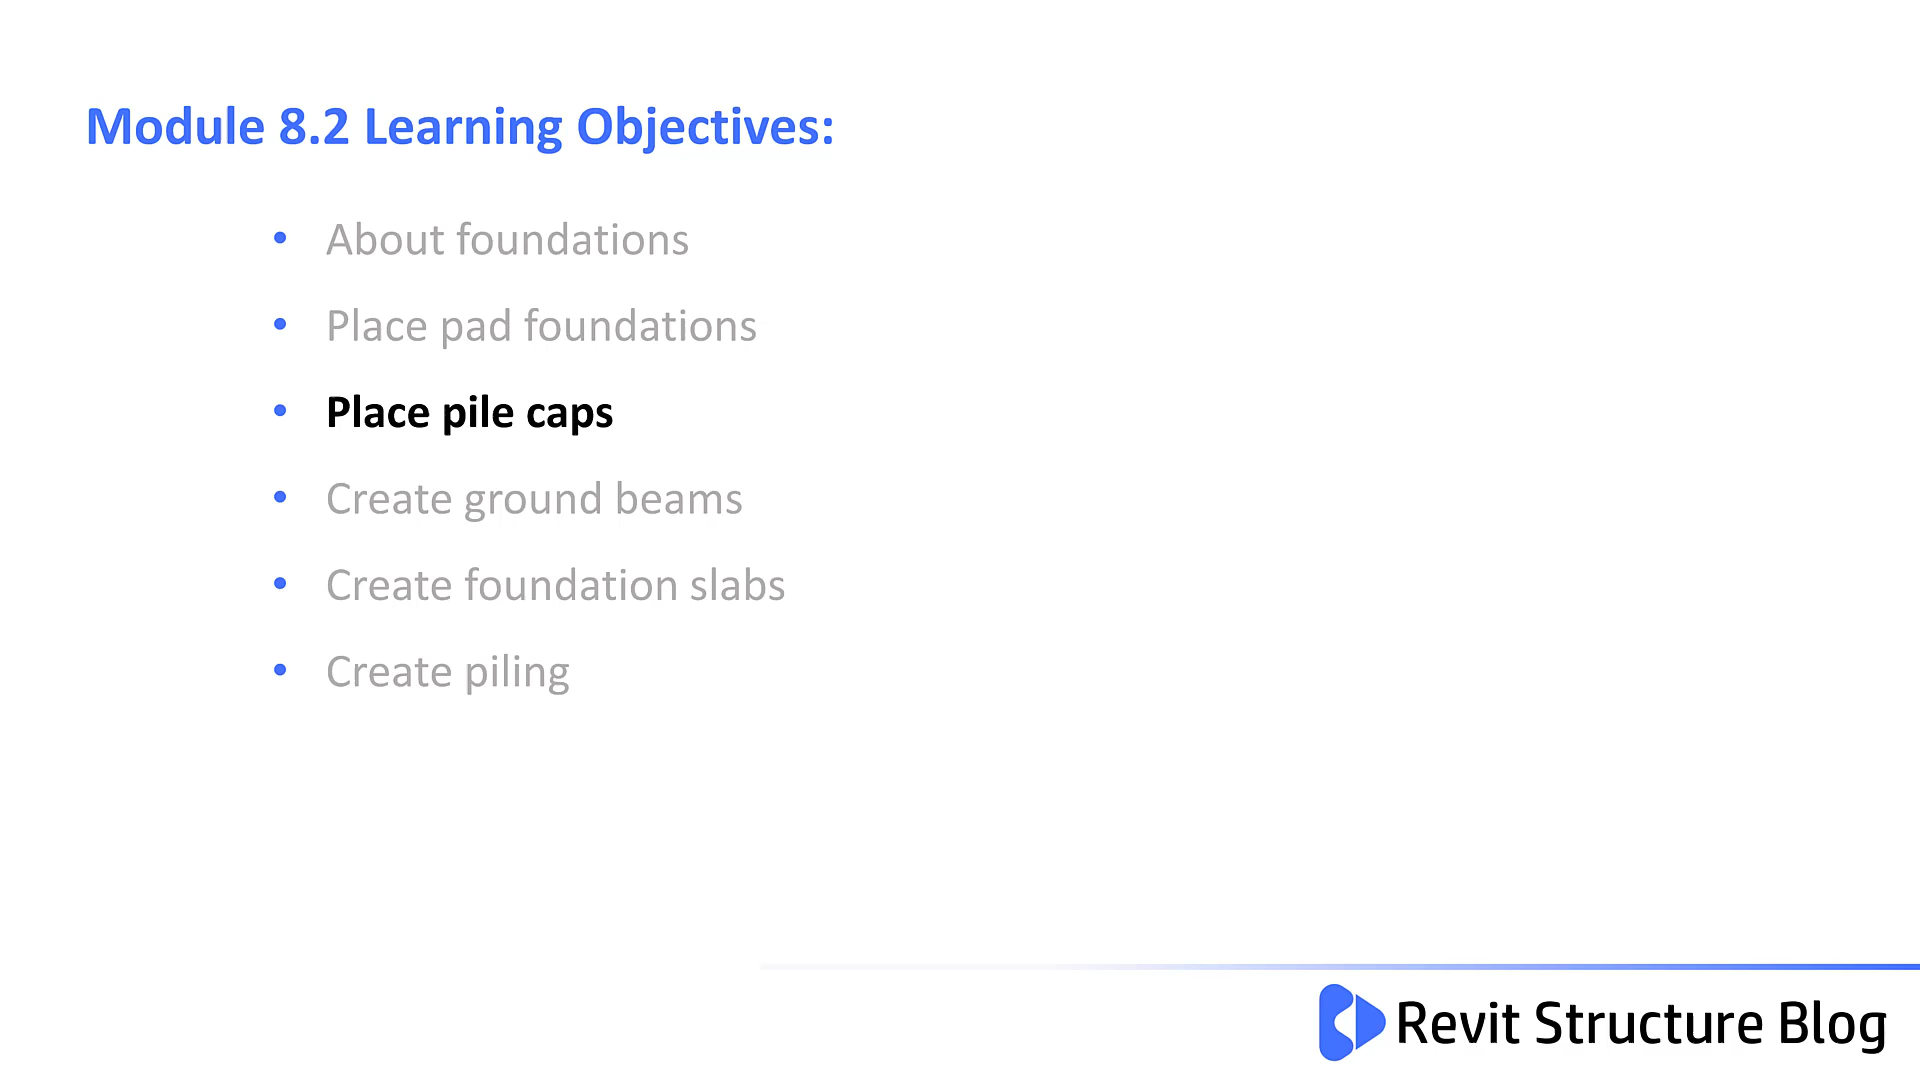 Module 8.2 Learning Objectives:
• About foundations
• Place pad foundations
• Place pile caps
• Create ground beams
• Create foundation slabs
• Create piling
Revit Structure Blog